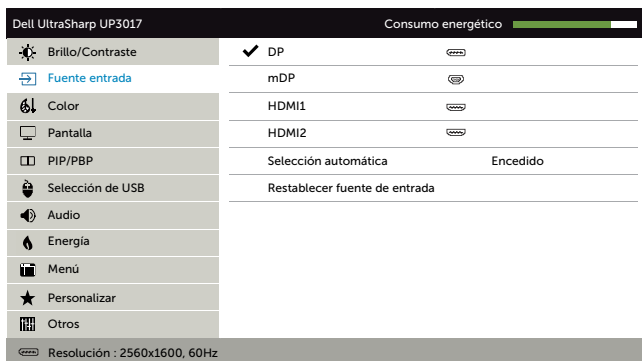 Dell UltraSharp UP3017 Consumo energético
Brillo/Contraste DP
Fuente entrada mDP
Color HDMI1
Pantalla HDMI2
PIP/PBP Selección automática Encedido
Selección de USB Restablecer fuente de entrada
Audio
Energía
Menú
Personalizar
Otros
Resolución : 2560x1600, 60Hz